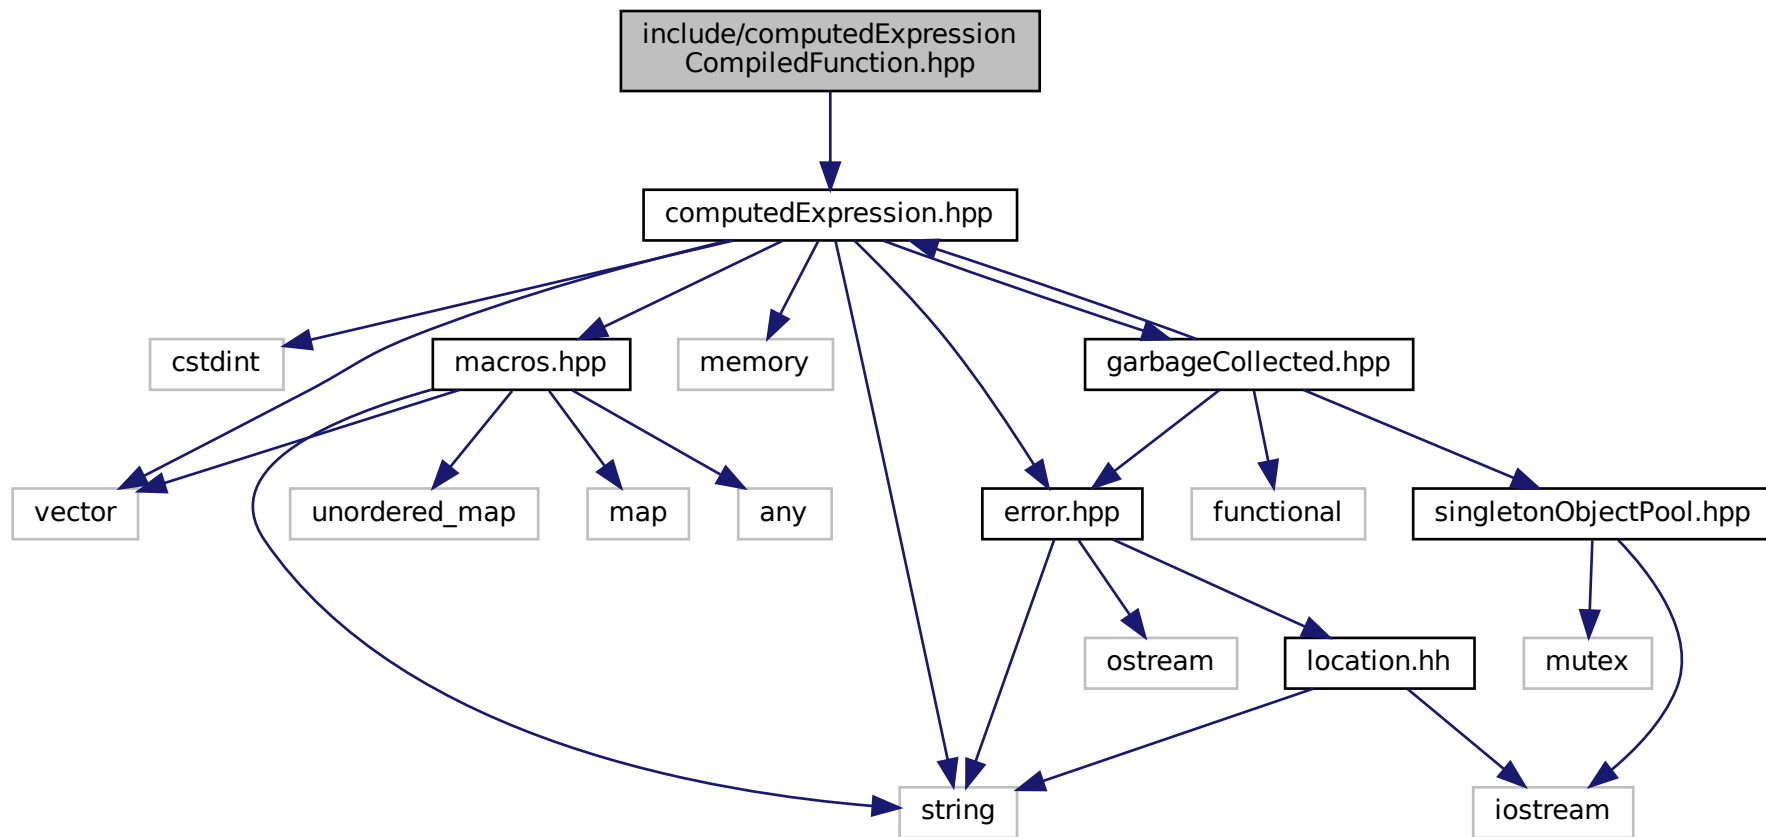 include/computedExpression
CompiledFunction.hpp
computedExpression.hpp
cstdint
macros.hpp
memory
garbageCollected.hpp
vector
unordered_map
map
any
error.hpp
functional
singletonObjectPool.hpp
ostream
location.hh
mutex
string
iostream